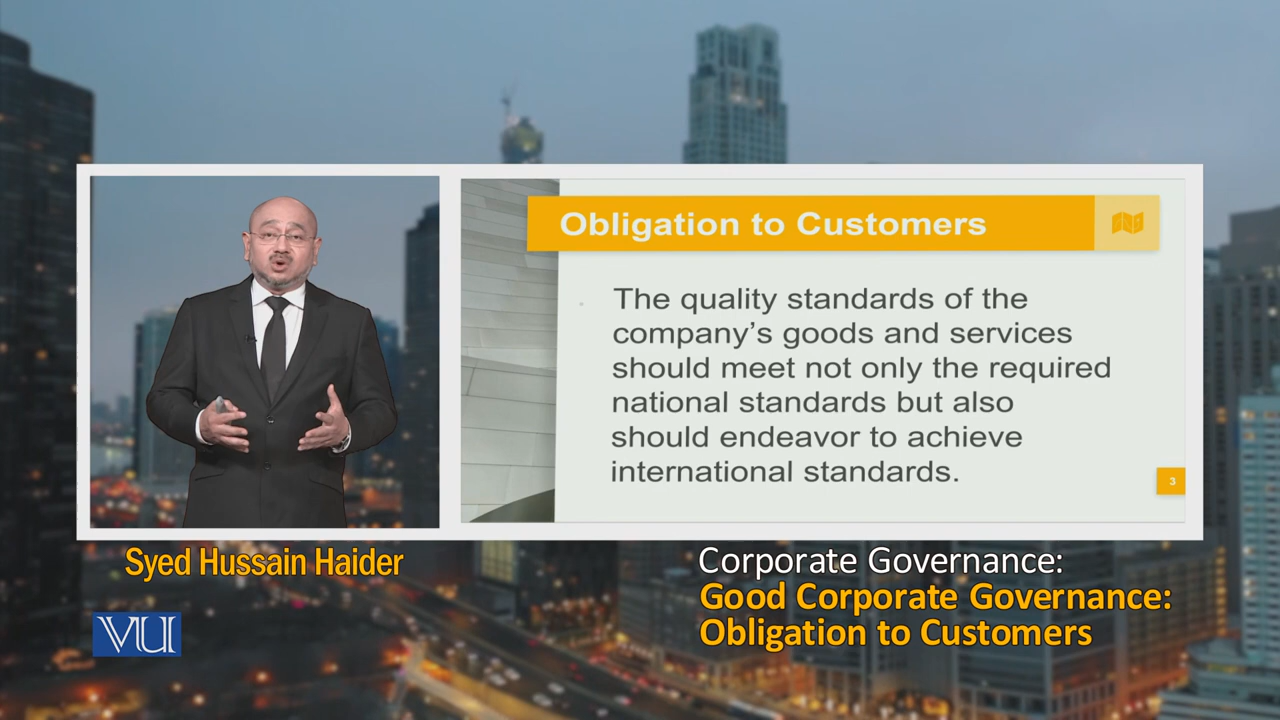 Obligation to Customers
The quality standards of the
company’s goods and services
should meet not only the required
national standards but also
should endeavor to achieve
international standards.
3
Syed Hussain Haider
VU
Corporate Governance:
Good Corporate Governance:
Obligation to Customers